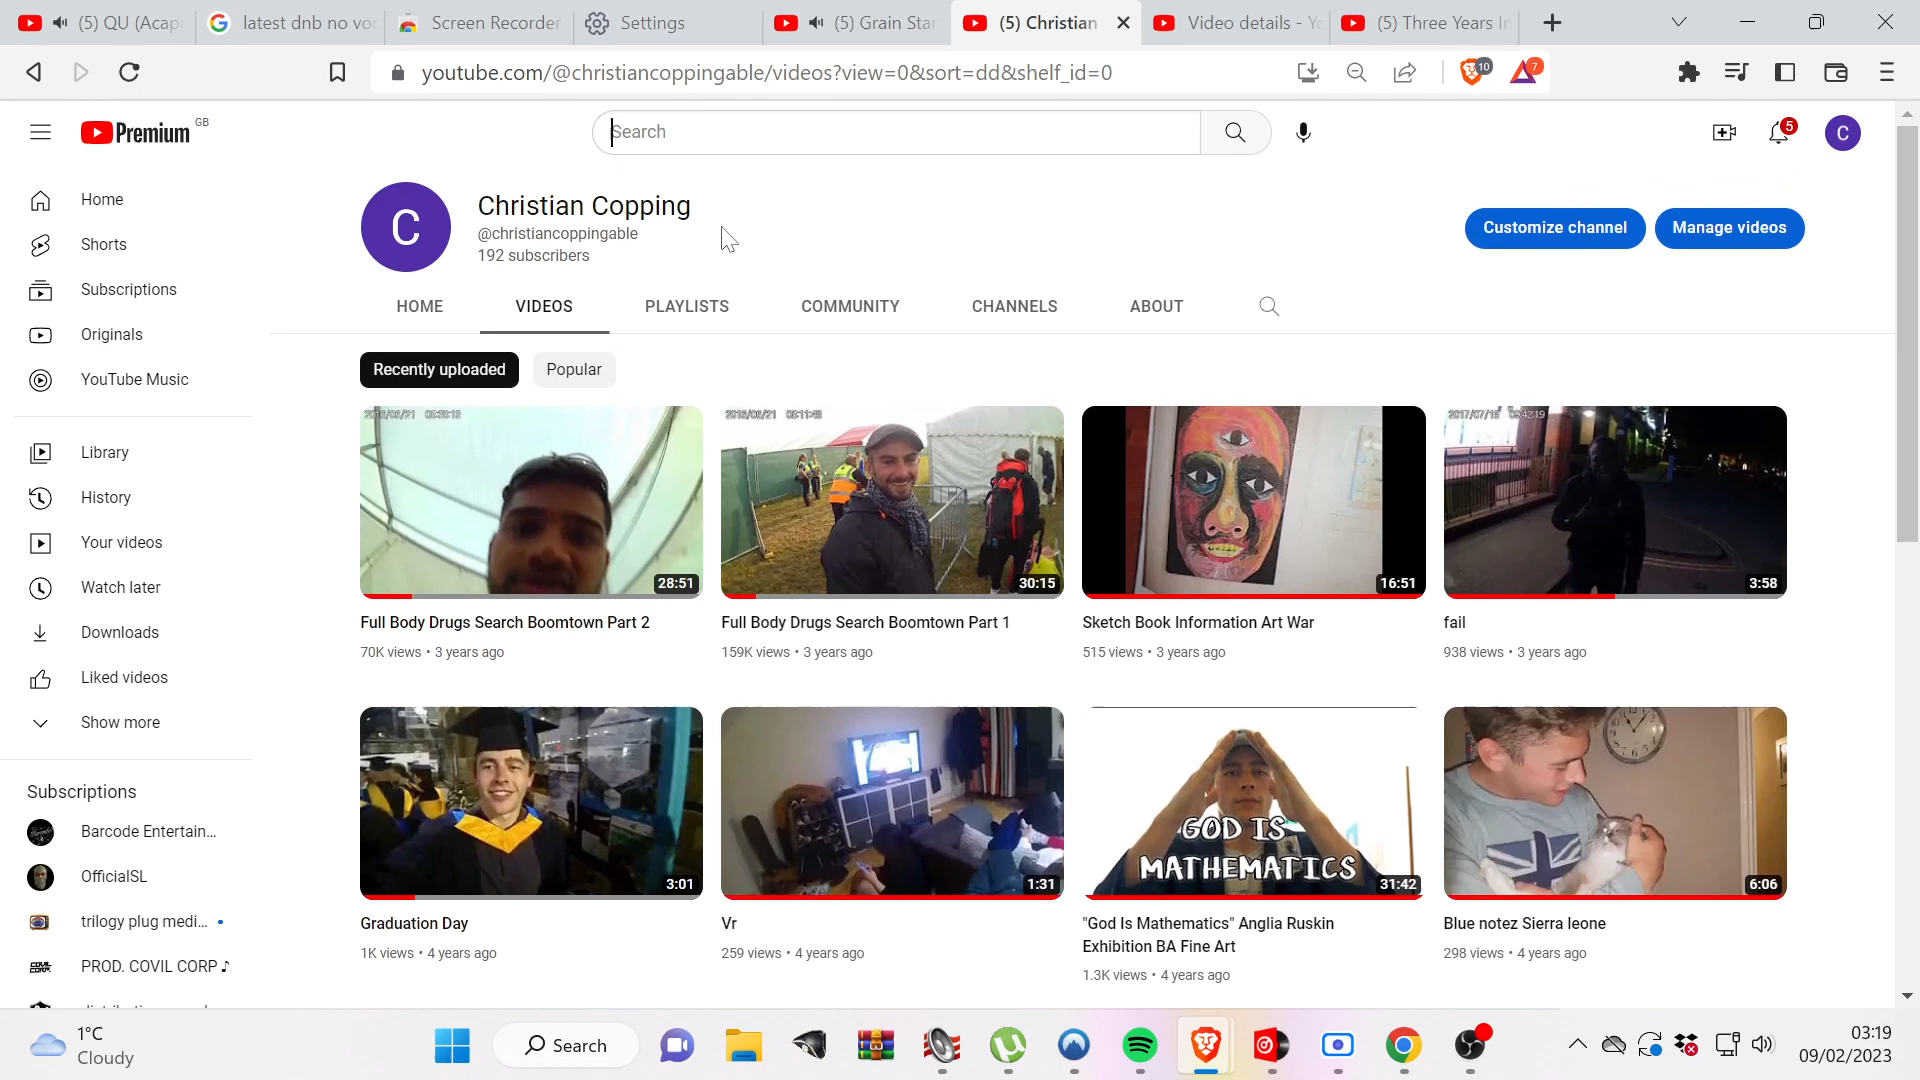 (5) QU (Acap
latest dnb no voc
Screen Recorder
Settings
(5) Grain Star
(5) Christian
Video details - Yo
(5) Three Years In
youtube.com/@christiancoppingable/videos?view=0&sort=dd&shelf_id=0
10
7
Premium GB
Search
5
C
Home
Shorts
Subscriptions
Originals
YouTube Music
Library
History
Your videos
Watch later
Downloads
Liked videos
Show more
Subscriptions
Barcode Entertain...
OfficialSL
trilogy plug medi...
PROD. COVIL CORP ♪
C
Christian Copping
@christiancoppingable
192 subscribers
Customize channel
Manage videos
HOME
VIDEOS
PLAYLISTS
COMMUNITY
CHANNELS
ABOUT
Recently uploaded
Popular
28:51
30:15
16:51
3:58
Full Body Drugs Search Boomtown Part 2
70K views • 3 years ago
Full Body Drugs Search Boomtown Part 1
159K views • 3 years ago
Sketch Book Information Art War
515 views • 3 years ago
fail
938 views • 3 years ago
3:01
1:31
GOD IS
MATHEMATICS
31:42
6:06
Graduation Day
1K views • 4 years ago
Vr
259 views • 4 years ago
"God Is Mathematics" Anglia Ruskin
Exhibition BA Fine Art
1.3K views • 4 years ago
Blue notez Sierra leone
298 views • 4 years ago
1°C
Cloudy
Search
03:19
09/02/2023